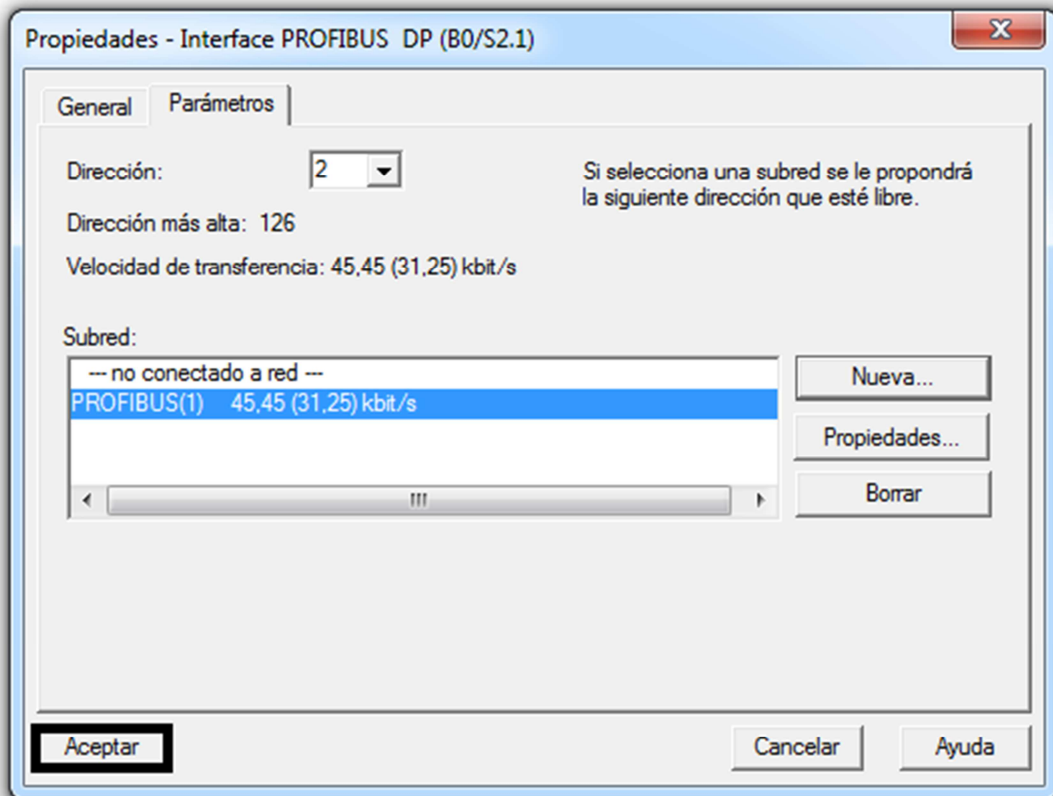 Propiedades - Interface PROFIBUS  DP (B0/S2.1)
General
Parámetros
Dirección:
2
Si selecciona una subred se le propondrá
la siguiente dirección que esté libre.
Dirección más alta:  126
Velocidad de transferencia: 45,45 (31,25) kbit/s
Subred:
--- no conectado a red ---
PROFIBUS(1)    45,45 (31,25) kbit/s
Nueva...
Propiedades...
Borrar
Aceptar
Cancelar
Ayuda